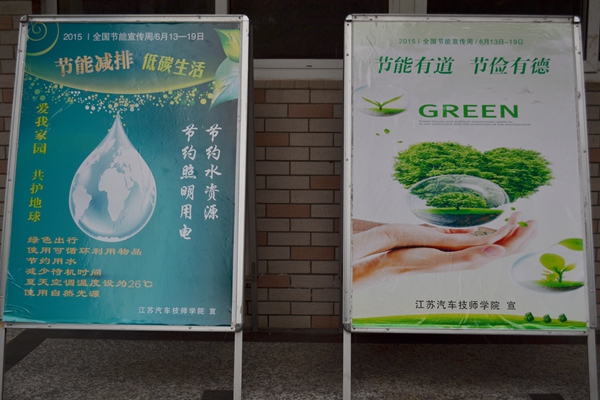 2015 | 全国节能宣传周/6月13—19日
节能减排 低碳生活
爱我家园 共护地球
节约水资源
节约照明用电
绿色出行
使用可循环利用物品
节约用水
减少待机时间
夏天空调温度设为26℃
使用自然光源
江苏汽车技师学院 宣
2015 | 全国节能宣传周 / 6月13日-19日
节能有道 节俭有德
GREEN
江苏汽车技师学院 宣